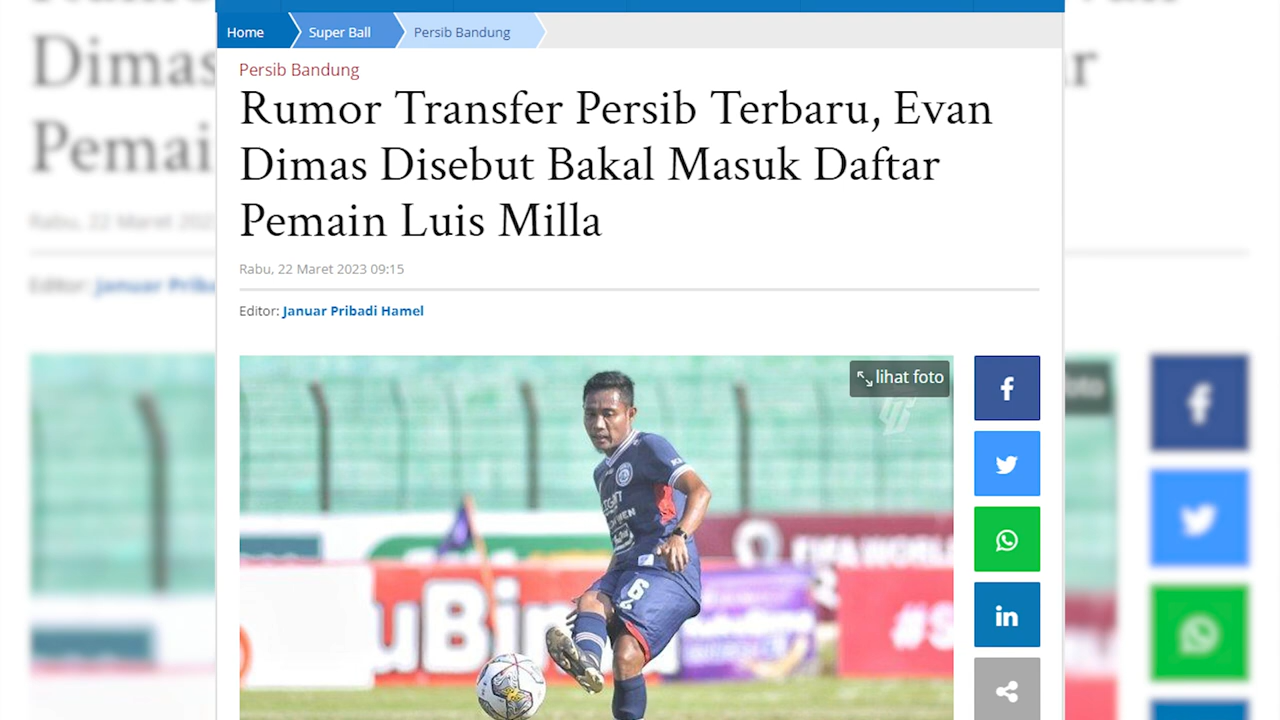 Home
Super Ball
Persib Bandung
Persib Bandung
Rumor Transfer Persib Terbaru, Evan
Dimas Disebut Bakal Masuk Daftar
Pemain Luis Milla
Rabu, 22 Maret 2023 09:15
Editor: Januar Pribadi Hamel
lihat foto
6